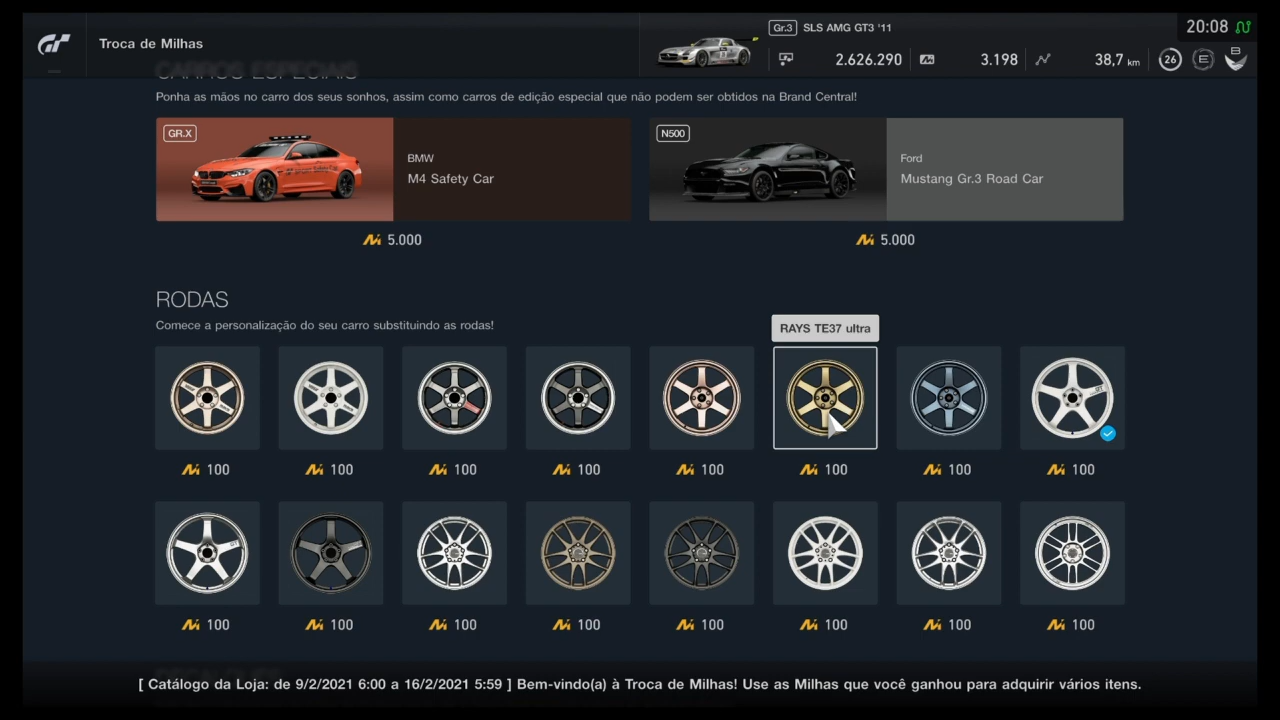 Troca de Milhas
Gr.3 SLS AMG GT3 '11
20:08
2.626.290
3.198
38,7 km
26
E
B
CARROS ESPECIAIS
Ponha as mãos no carro dos seus sonhos, assim como carros de edição especial que não podem ser obtidos na Brand Central!
GR.X
BMW
M4 Safety Car
N500
Ford
Mustang Gr.3 Road Car
5.000
5.000
RODAS
Comece a personalização do seu carro substituindo as rodas!
RAYS TE37 ultra
100 100 100 100 100 100 100 100
100 100 100 100 100 100 100 100
[ Catálogo da Loja: de 9/2/2021 6:00 a 16/2/2021 5:59 ] Bem-vindo(a) à Troca de Milhas! Use as Milhas que você ganhou para adquirir vários itens.